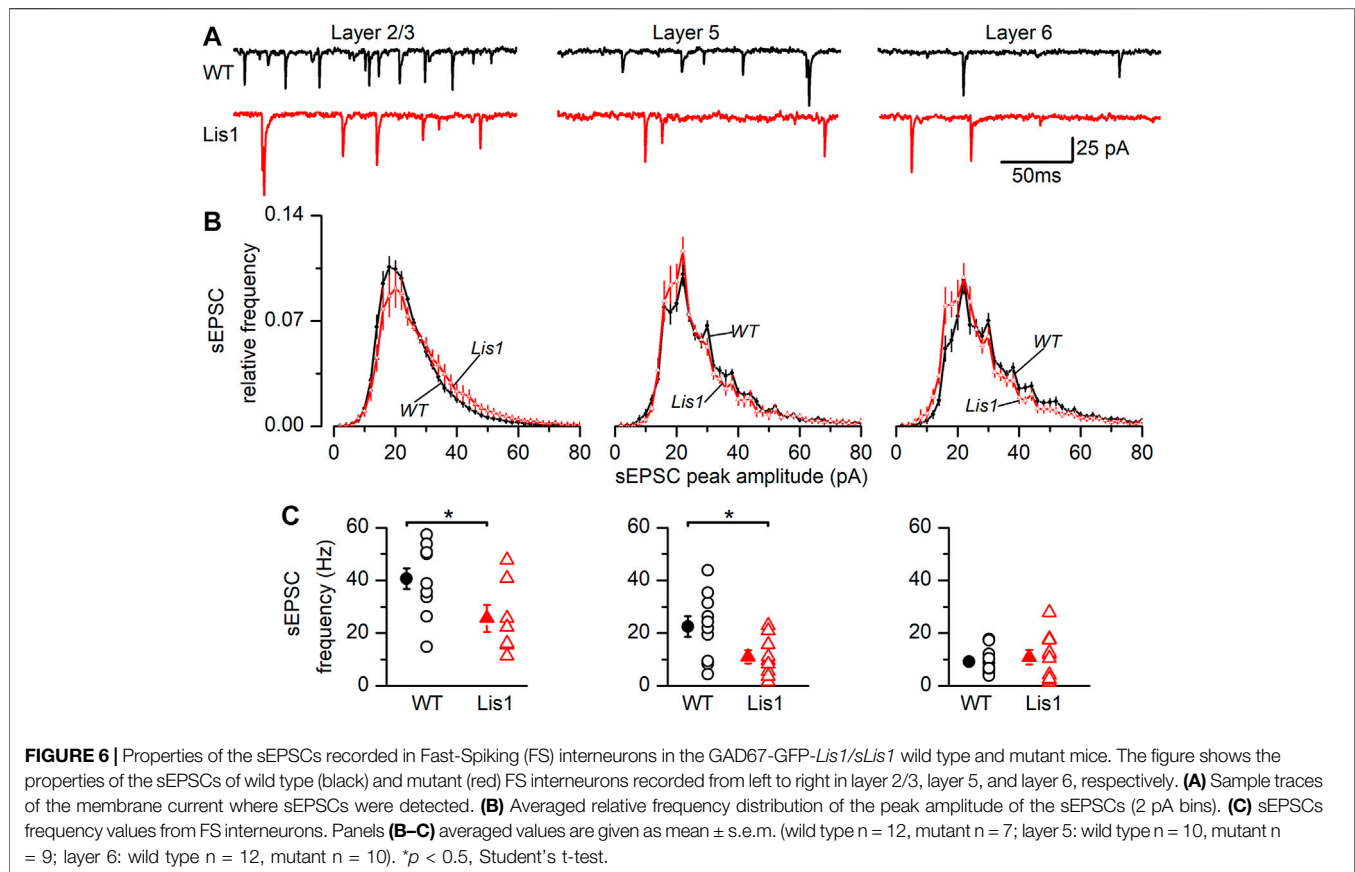 A
Layer 2/3 Layer 5 Layer 6
WT
Lis1
25 pA
50ms
B
0.14
0.07
0.00
sEPSC
relative frequency
Lis1
WT
WT
Lis1
WT
Lis1
0 20 40 60 80 0 20 40 60 80 0 20 40 60 80
sEPSC peak amplitude (pA)
C
* *
60 60 60
40 40 40
20 20 20
0 0 0
sEPSC
frequency (Hz)
WT Lis1 WT Lis1 WT Lis1
FIGURE 6 | Properties of the sEPSCs recorded in Fast-Spiking (FS) interneurons in the GAD67-GFP-Lis1/sLis1 wild type and mutant mice. The figure shows the
properties of the sEPSCs of wild type (black) and mutant (red) FS interneurons recorded from left to right in layer 2/3, layer 5, and layer 6, respectively. (A) Sample traces
of the membrane current where sEPSCs were detected. (B) Averaged relative frequency distribution of the peak amplitude of the sEPSCs (2 pA bins). (C) sEPSCs
frequency values from FS interneurons. Panels (B–C) averaged values are given as mean ± s.e.m. (wild type n = 12, mutant n = 7; layer 5: wild type n = 10, mutant n
= 9; layer 6: wild type n = 12, mutant n = 10). *p < 0.5, Student's t-test.